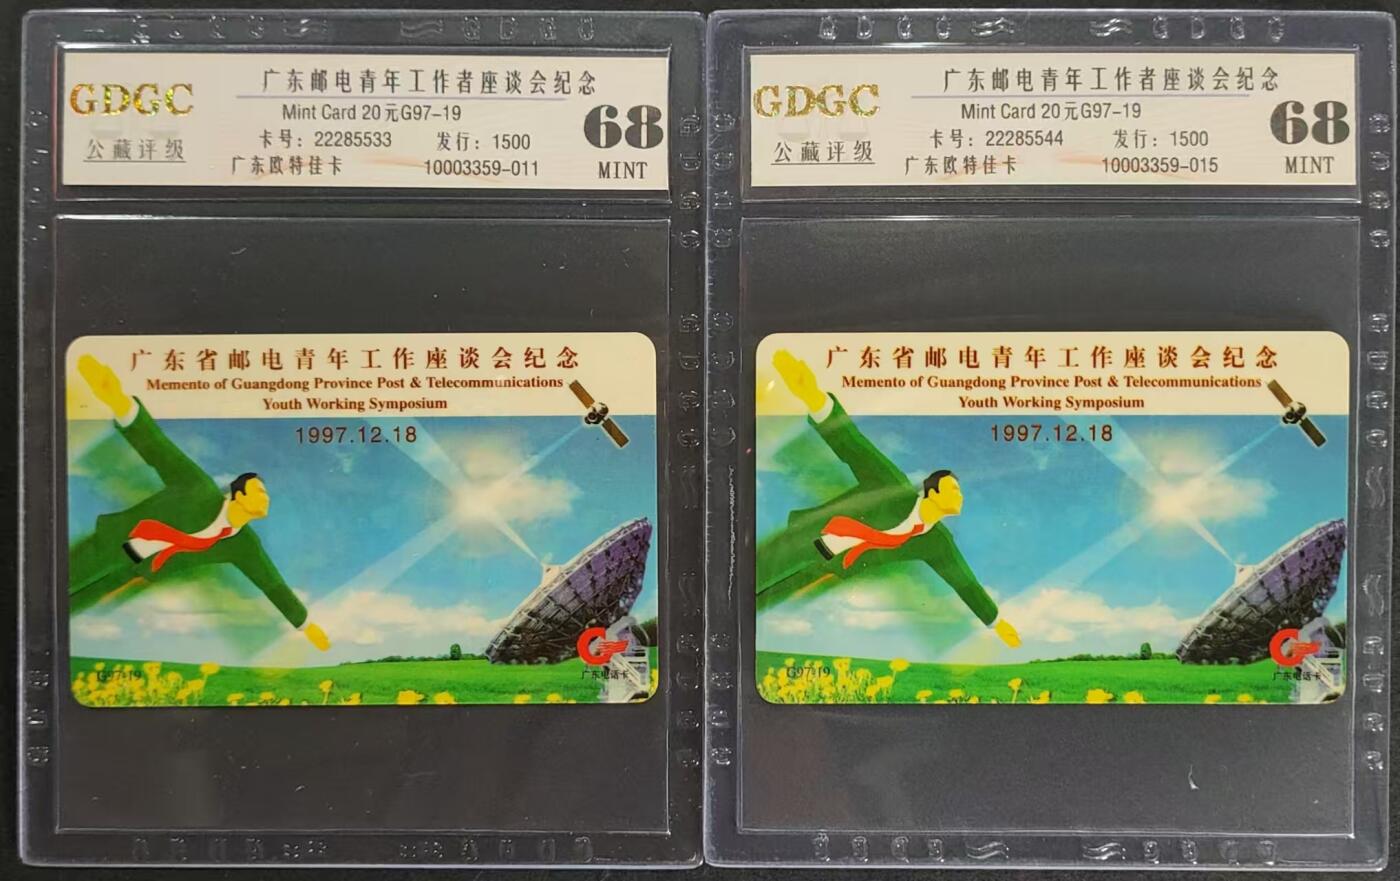 GDGC
公藏评级
广东邮电青年工作者座谈会纪念
Mint Card 20元G97-19
卡号：22285533 发行：1500
广东欧特佳卡 10003359-011
68
MINT
广东省邮电青年工作座谈会纪念
Memento of Guangdong Province Post & Telecommunications
Youth Working Symposium
1997.12.18
G97-19
广东电话卡
GDGC
公藏评级
广东邮电青年工作者座谈会纪念
Mint Card 20元G97-19
卡号：22285544 发行：1500
广东欧特佳卡 10003359-015
68
MINT
广东省邮电青年工作座谈会纪念
Memento of Guangdong Province Post & Telecommunications
Youth Working Symposium
1997.12.18
G97-19
广东电话卡